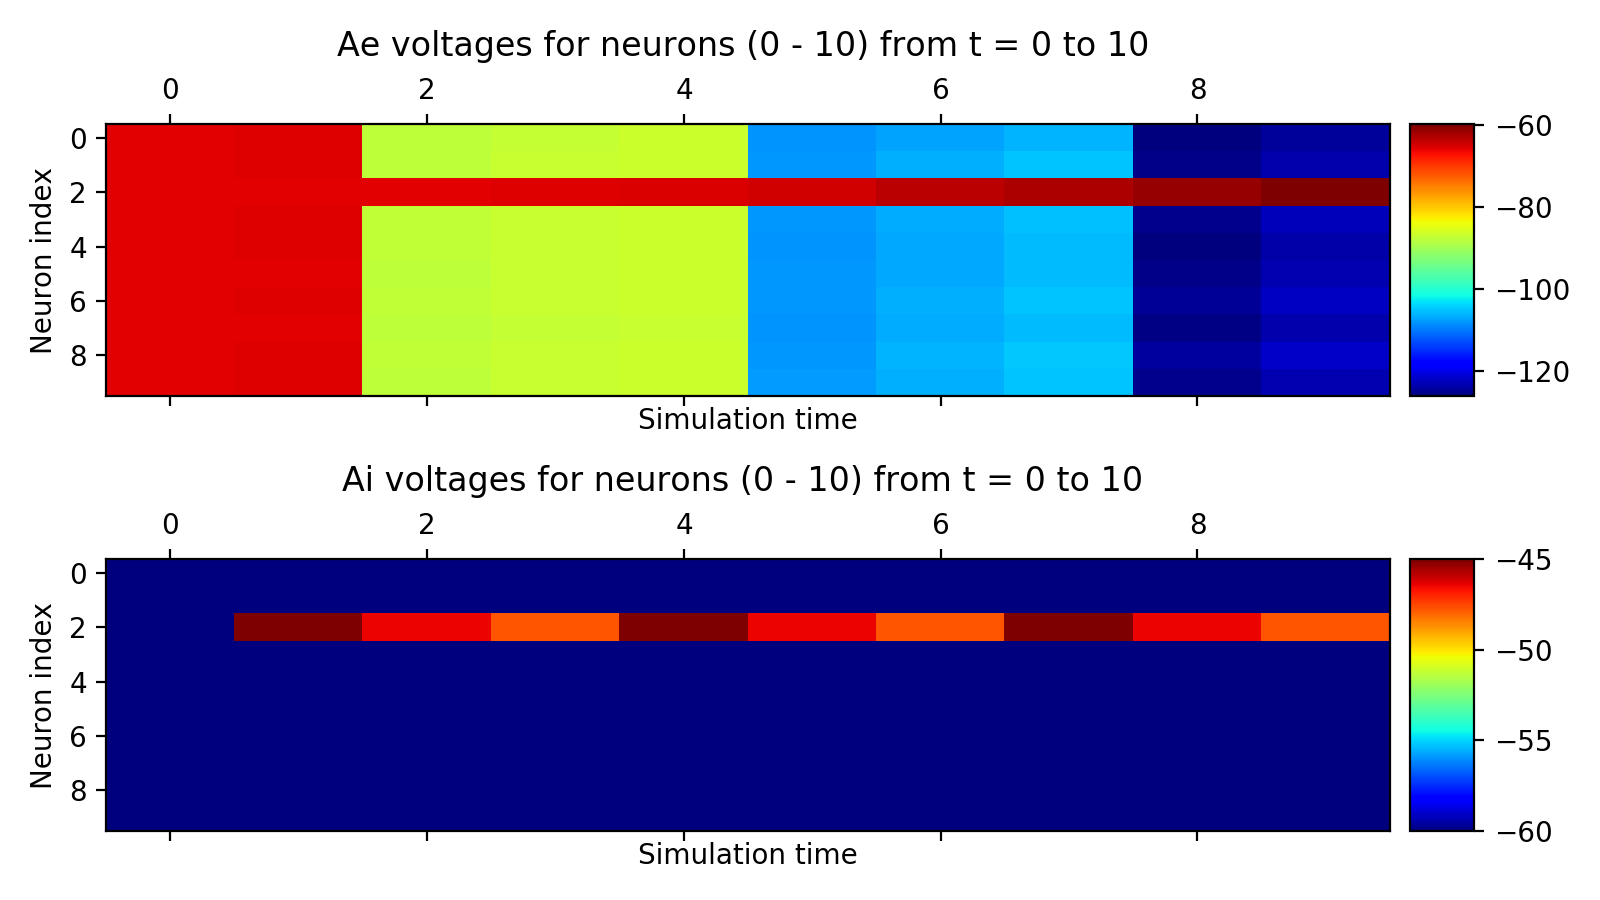 Ae voltages for neurons (0 - 10) from t = 0 to 10
0 2 4 6 8
Neuron index
0
2
4
6
8
Simulation time
−60
−80
−100
−120
Ai voltages for neurons (0 - 10) from t = 0 to 10
0 2 4 6 8
Neuron index
0
2
4
6
8
Simulation time
−45
−50
−55
−60